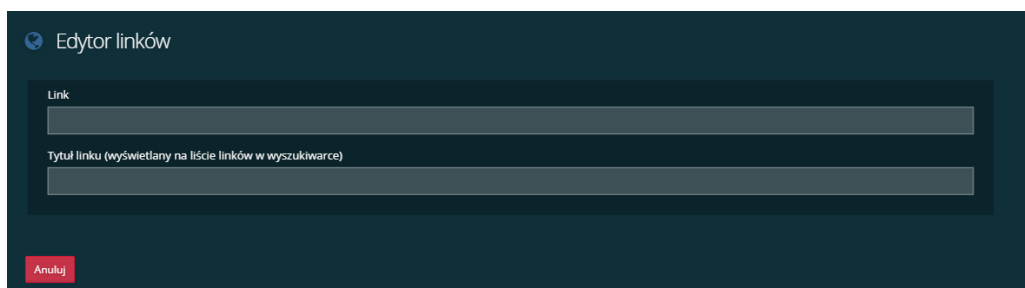 Edytor linków
Link
Tytuł linku (wyświetlany na liście linków w wyszukiwarce)
Anuluj